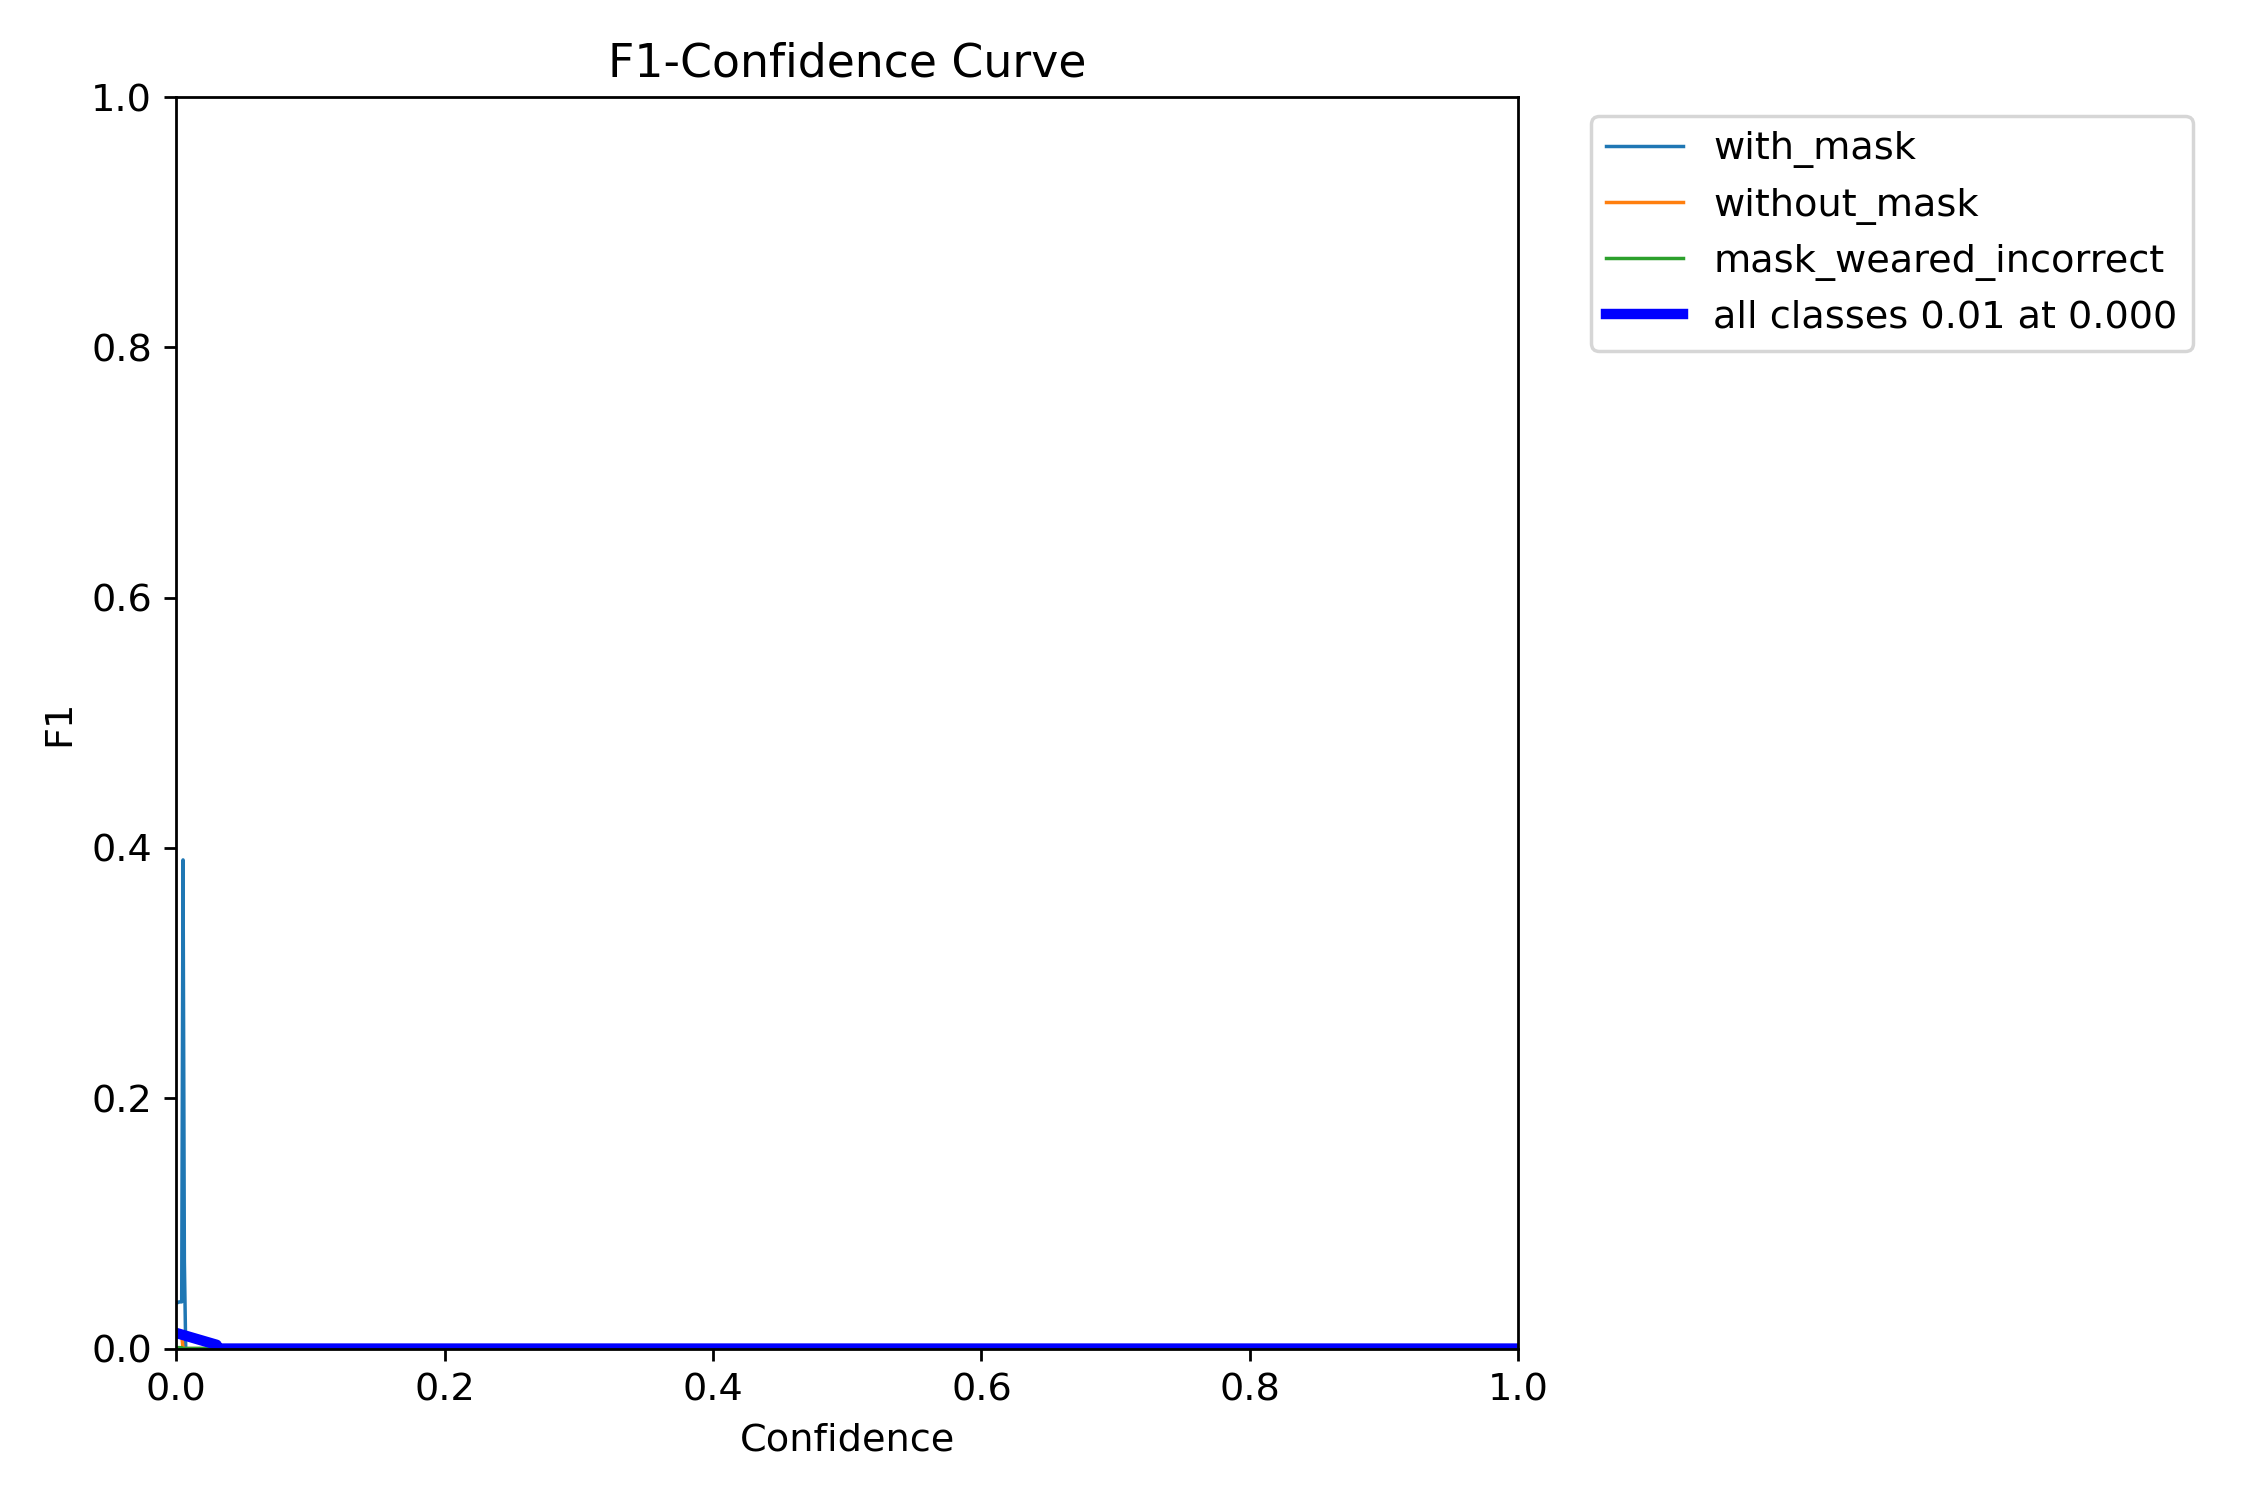 F1-Confidence Curve
1.0
0.8
0.6
0.4
0.2
0.0
F1
0.0 0.2 0.4 0.6 0.8 1.0
Confidence
with_mask
without_mask
mask_weared_incorrect
all classes 0.01 at 0.000